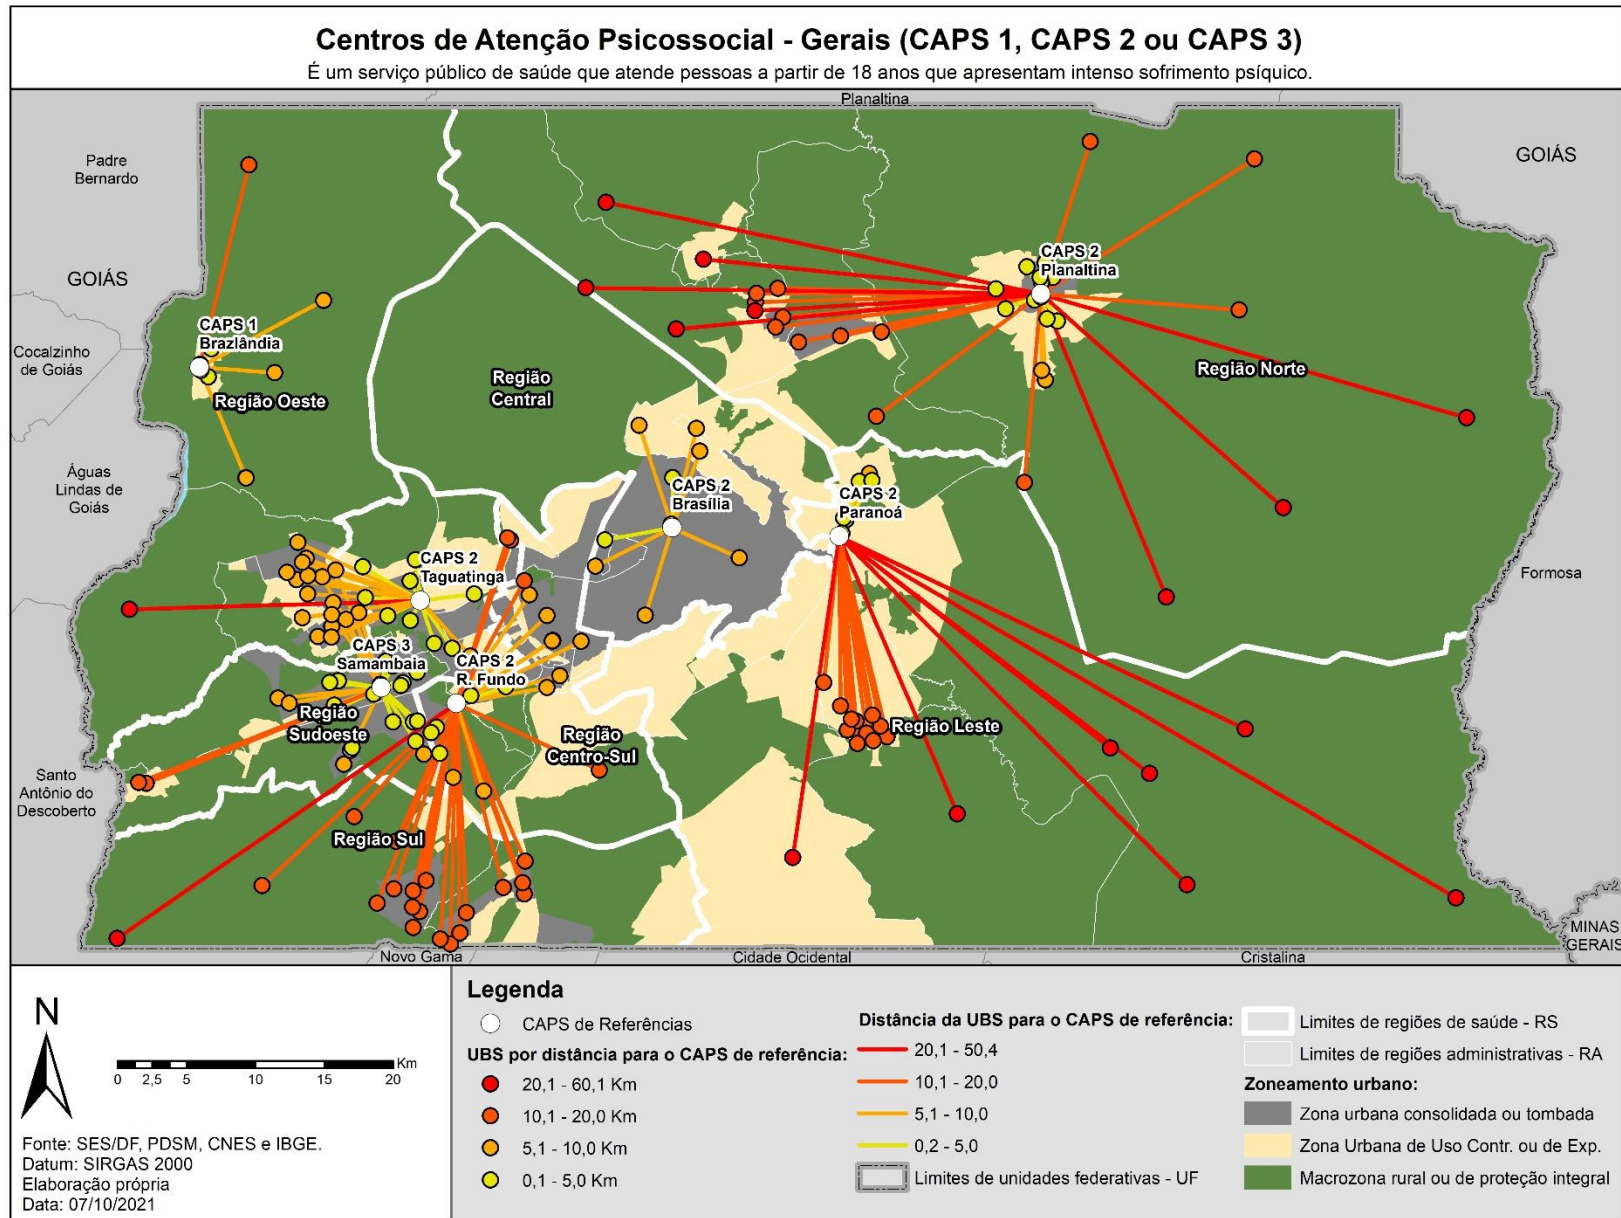 Centros de Atenção Psicossocial - Gerais (CAPS 1, CAPS 2 ou CAPS 3)
É um serviço público de saúde que atende pessoas a partir de 18 anos que apresentam intenso sofrimento psíquico.
Planaltina
Padre
Bernardo
GOIÁS
GOIÁS
CAPS 2
Planaltina
CAPS 1
Brazlândia
Cocalzinho
de Goiás
Região Oeste
Região
Central
Região Norte
Águas
Lindas de
Goiás
CAPS 2
Brasília
CAPS 2
Paranoá
CAPS 2
Taguatinga
Formosa
CAPS 3
Samambaia
CAPS 2
R. Fundo
Região
Sudoeste
Região
Centro-Sul
Região Leste
Santo
Antônio do
Descoberto
Região Sul
MINAS
GERAIS
Novo Gama
Cidade Ocidental
Cristalina
N
Km
0 2,5 5 10 15 20
Fonte: SES/DF, PDSM, CNES e IBGE.
Datum: SIRGAS 2000
Elaboração própria
Data: 07/10/2021
Legenda
CAPS de Referências
UBS por distância para o CAPS de referência:
20,1 - 60,1 Km
10,1 - 20,0 Km
5,1 - 10,0 Km
0,1 - 5,0 Km
Distância da UBS para o CAPS de referência:
20,1 - 50,4
10,1 - 20,0
5,1 - 10,0
0,2 - 5,0
Limites de unidades federativas - UF
Limites de regiões de saúde - RS
Limites de regiões administrativas - RA
Zoneamento urbano:
Zona urbana consolidada ou tombada
Zona Urbana de Uso Contr. ou de Exp.
Macrozona rural ou de proteção integral